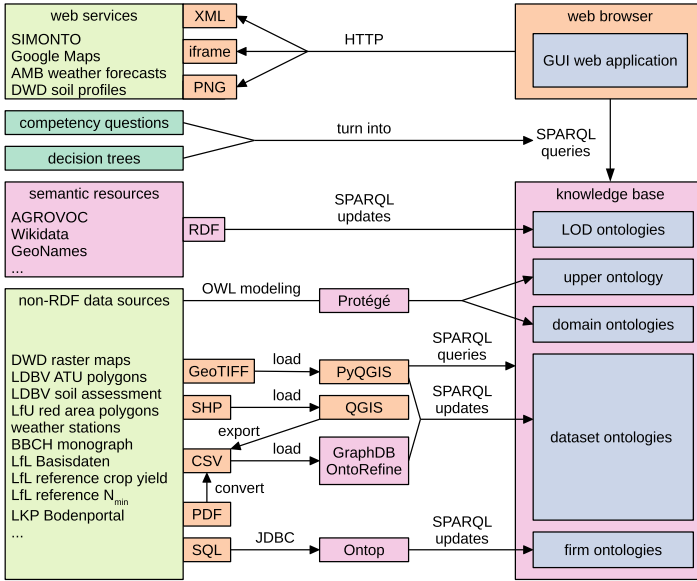 web services
XML
SIMONTO
Google Maps
iframe
AMB weather forecasts
DWD soil profiles
PNG
HTTP
web browser
GUI web application
competency questions
decision trees
turn into
SPARQL
queries
semantic resources
AGROVOC
Wikidata
GeoNames
...
RDF
SPARQL
updates
knowledge base
LOD ontologies
upper ontology
domain ontologies
dataset ontologies
firm ontologies
non-RDF data sources
OWL modeling
Protégé
DWD raster maps
LDBV ATU polygons
LDBV soil assessment
LfU red area polygons
weather stations
BBCH monograph
LfL Basisdaten
LfL reference crop yield
LfL reference Nmin
LKP Bodenportal
...
GeoTIFF
load
PyQGIS
SPARQL
queries
SHP
load
QGIS
SPARQL
updates
export
CSV
load
GraphDB
OntoRefine
convert
PDF
SQL
JDBC
Ontop
SPARQL
updates